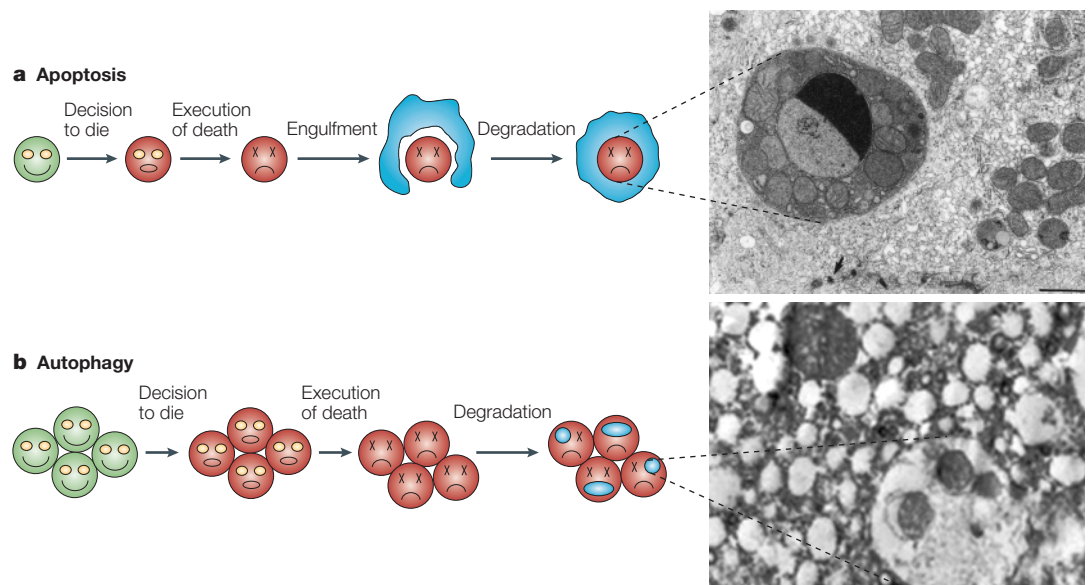 a Apoptosis
Decision
to die
Execution
of death
Engulfment
Degradation
b Autophagy
Decision
to die
Execution
of death
Degradation